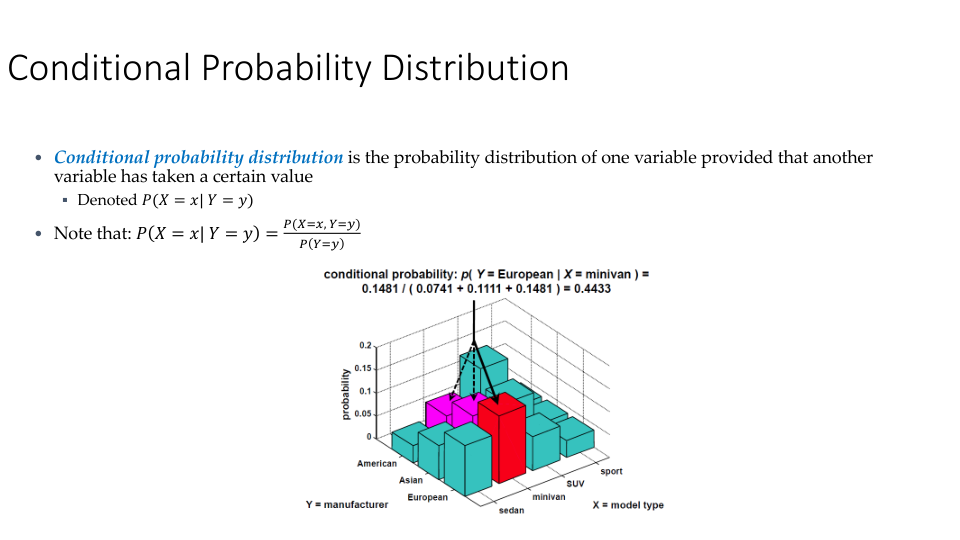 Conditional Probability Distribution
• Conditional probability distribution is the probability distribution of one variable provided that another
variable has taken a certain value
▪ Denoted 𝑃(𝑋 = 𝑥| 𝑌 = 𝑦)
• Note that: 𝑃(𝑋 = 𝑥| 𝑌 = 𝑦) = 𝑃(𝑋=𝑥, 𝑌=𝑦) / 𝑃(𝑌=𝑦)
conditional probability: p( Y = European | X = minivan ) =
0.1481 / ( 0.0741 + 0.1111 + 0.1481 ) = 0.4433
0.2
0.15
0.1
0.05
0
probability
American
Asian
European
Y = manufacturer
sedan
minivan
SUV
sport
X = model type